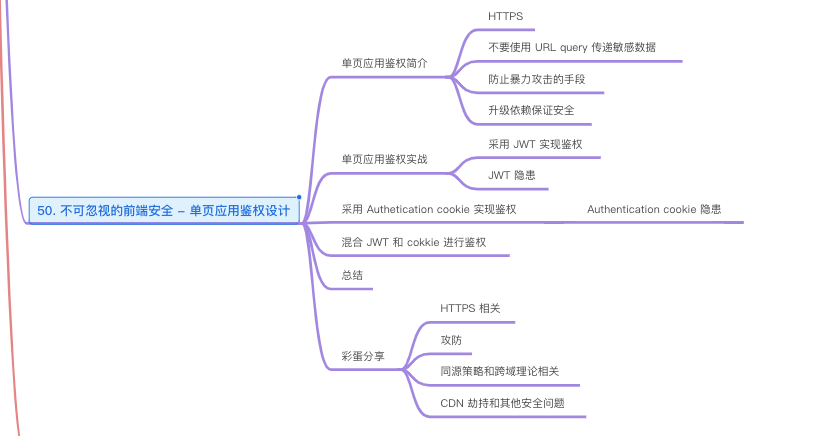 50. 不可忽视的前端安全 – 单页应用鉴权设计
单页应用鉴权简介
HTTPS
不要使用 URL query 传递敏感数据
防止暴力攻击的手段
升级依赖保证安全
单页应用鉴权实战
采用 JWT 实现鉴权
JWT 隐患
采用 Authetication cookie 实现鉴权
Authentication cookie 隐患
混合 JWT 和 cokkie 进行鉴权
总结
彩蛋分享
HTTPS 相关
攻防
同源策略和跨域理论相关
CDN 劫持和其他安全问题